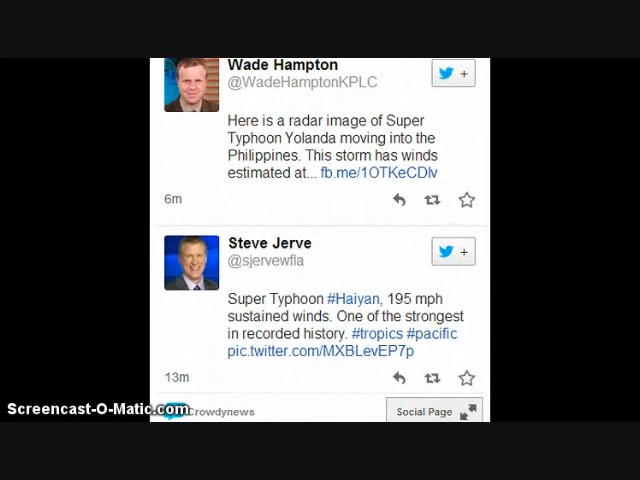 Wade Hampton
@WadeHamptonKPLC
+
Here is a radar image of Super
Typhoon Yolanda moving into the
Philippines. This storm has winds
estimated at... fb.me/1OTKeCDlv
6m
Steve Jerve
@sjervewfla
+
Super Typhoon #Haiyan, 195 mph
sustained winds. One of the strongest
in recorded history. #tropics #pacific
pic.twitter.com/MXBLevEP7p
13m
Screencast-O-Matic.com
Crowdynews
Social Page